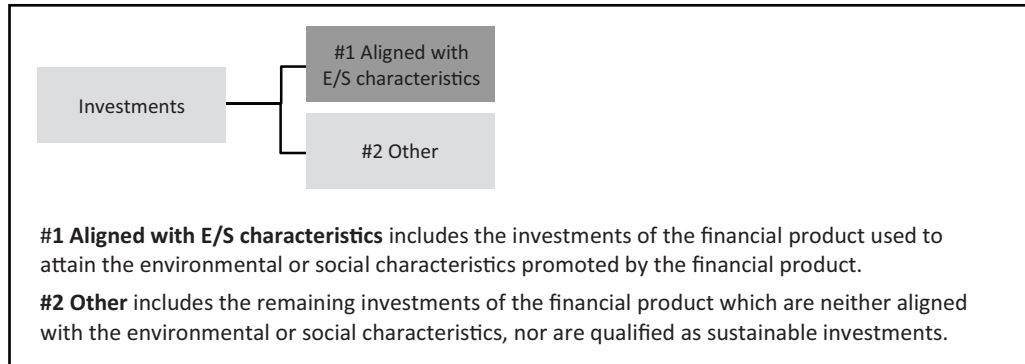 #1 Aligned with
E/S characteristics
Investments
#2 Other
#1 Aligned with E/S characteristics includes the investments of the financial product used to
attain the environmental or social characteristics promoted by the financial product.
#2 Other includes the remaining investments of the financial product which are neither aligned
with the environmental or social characteristics, nor are qualified as sustainable investments.